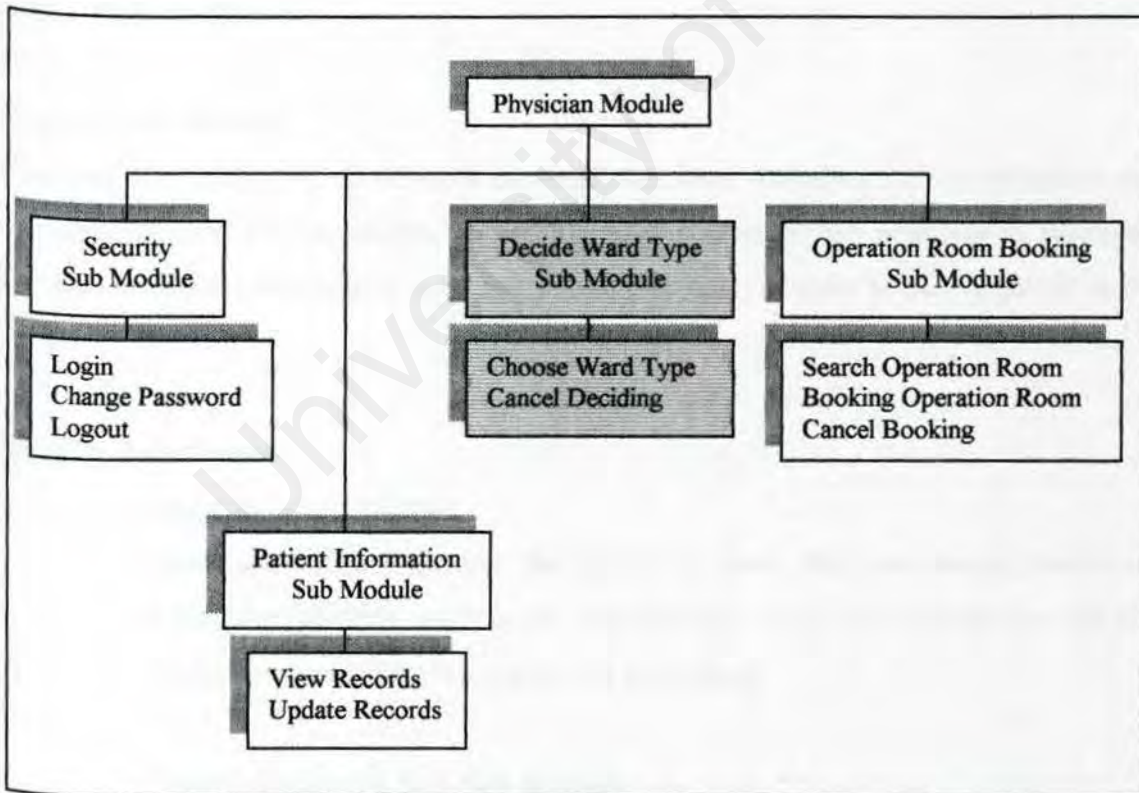 Physician Module
Security
Sub Module
Decide Ward Type
Sub Module
Operation Room Booking
Sub Module
Login
Change Password
Logout
Choose Ward Type
Cancel Deciding
Search Operation Room
Booking Operation Room
Cancel Booking
Patient Information
Sub Module
View Records
Update Records
University of